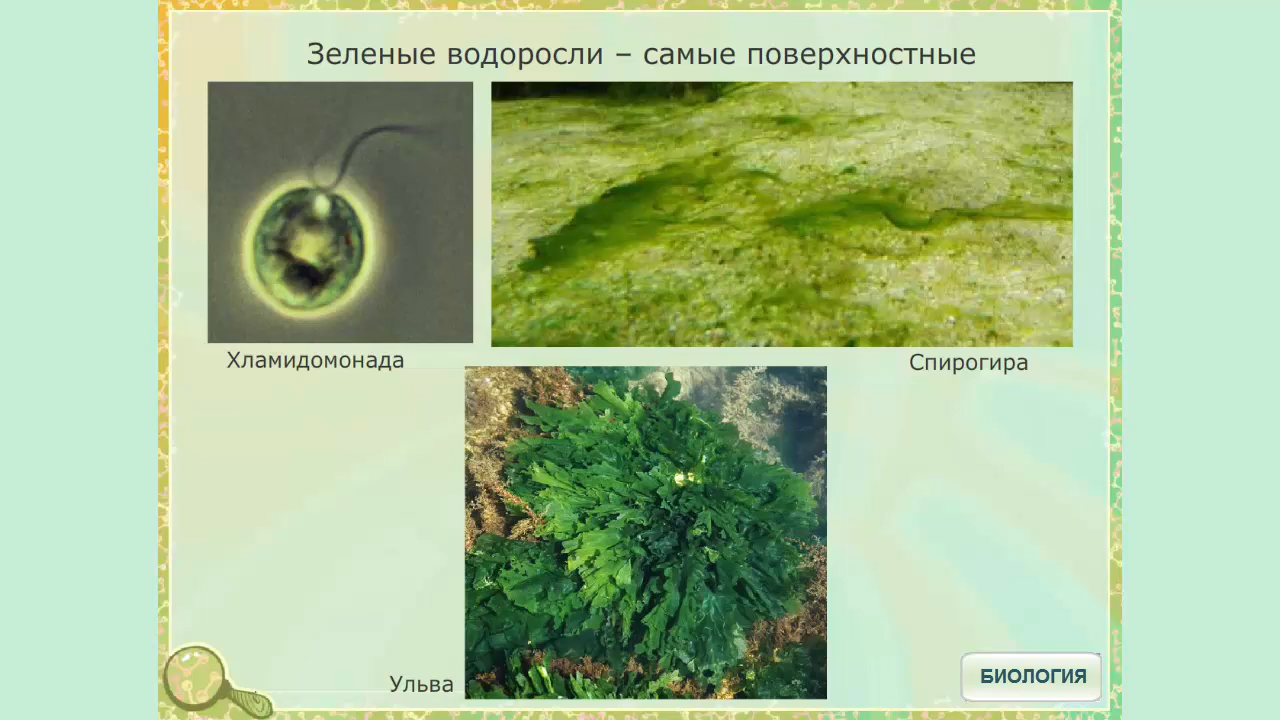 Зеленые водоросли – самые поверхностные
Хламидомонада
Спирогира
Ульва
БИОЛОГИЯ